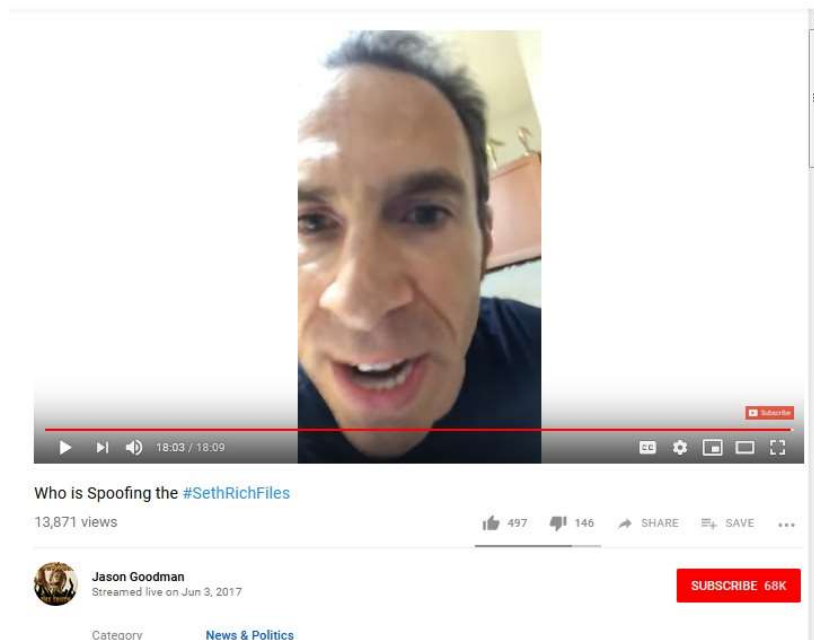 Subscribe
18:03 / 18:09
CC
Who is Spoofing the #SethRichFiles
13,871 views
497
146
SHARE
SAVE
Jason Goodman
Streamed live on Jun 3, 2017
SUBSCRIBE 68K
Category
News & Politics